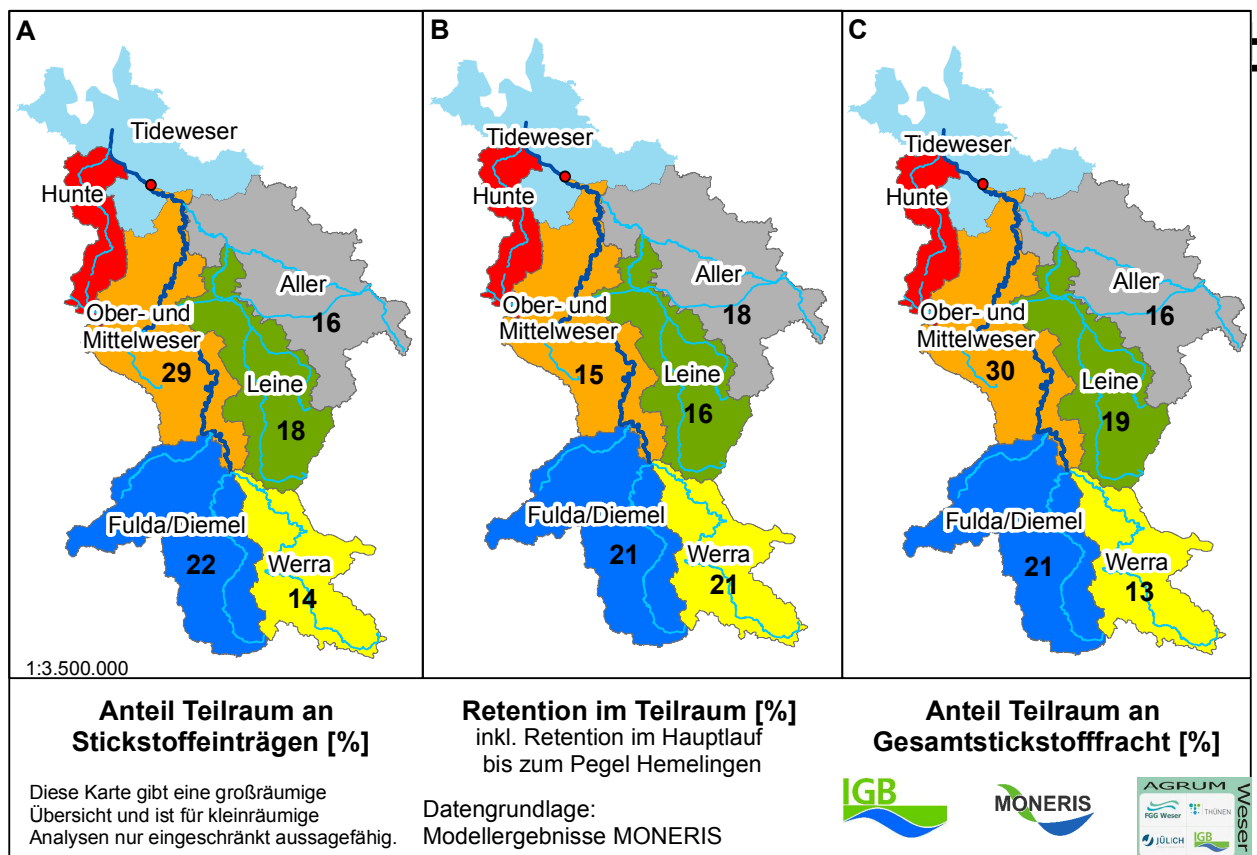 A
Tideweser
Hunte
Aller
16
Ober- und
Mittelweser
29
Leine
18
Fulda/Diemel
22
Werra
14
1:3.500.000
B
Tideweser
Hunte
Aller
18
Ober- und
Mittelweser
15
Leine
16
Fulda/Diemel
21
Werra
21
C
Tideweser
Hunte
Aller
16
Ober- und
Mittelweser
30
Leine
19
Fulda/Diemel
21
Werra
13
Anteil Teilraum an
Stickstoffeinträgen [%]
Diese Karte gibt eine großräumige
Übersicht und ist für kleinräumige
Analysen nur eingeschränkt aussagefähig.
Retention im Teilraum [%]
inkl. Retention im Hauptlauf
bis zum Pegel Hemelingen
Datengrundlage:
Modellergebnisse MONERIS
Anteil Teilraum an
Gesamtstickstofffracht [%]
IGB
MONERIS
AGRUM
Weser
FGG Weser
THÜNEN
JÜLICH
IGB